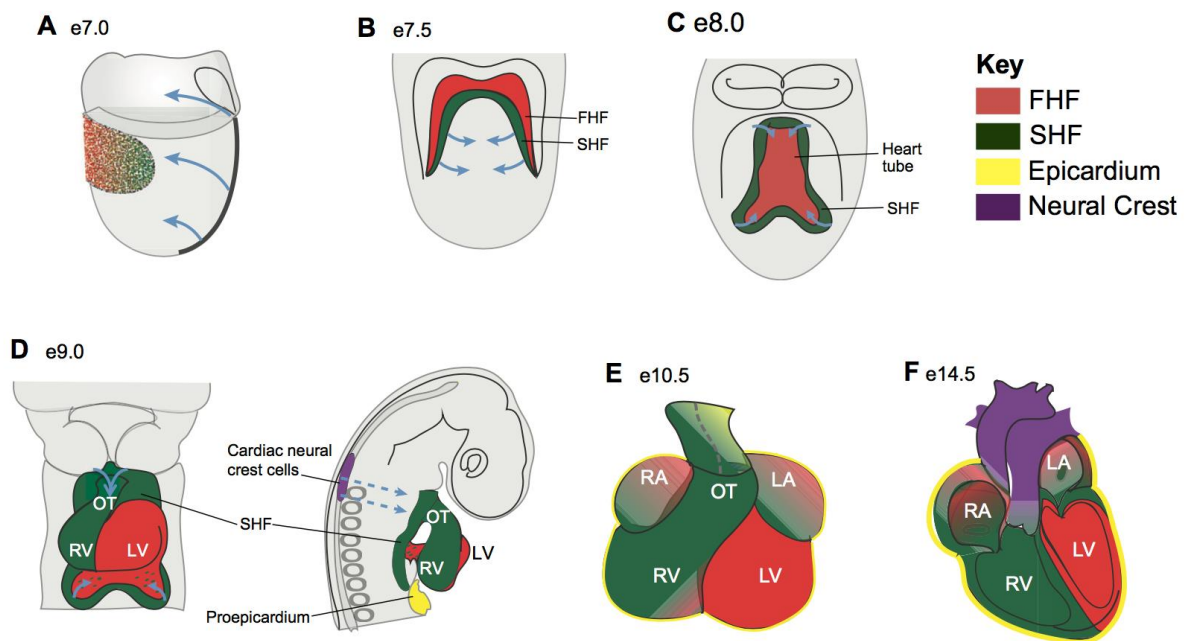 A e7.0
B e7.5
FHF
SHF
C e8.0
Heart
tube
SHF
Key
FHF
SHF
Epicardium
Neural Crest
D e9.0
OT
RV LV
SHF
Cardiac neural
crest cells
OT
RV
LV
Proepicardium
E e10.5
RA
OT
LA
RV
LV
F e14.5
LA
RA
LV
RV